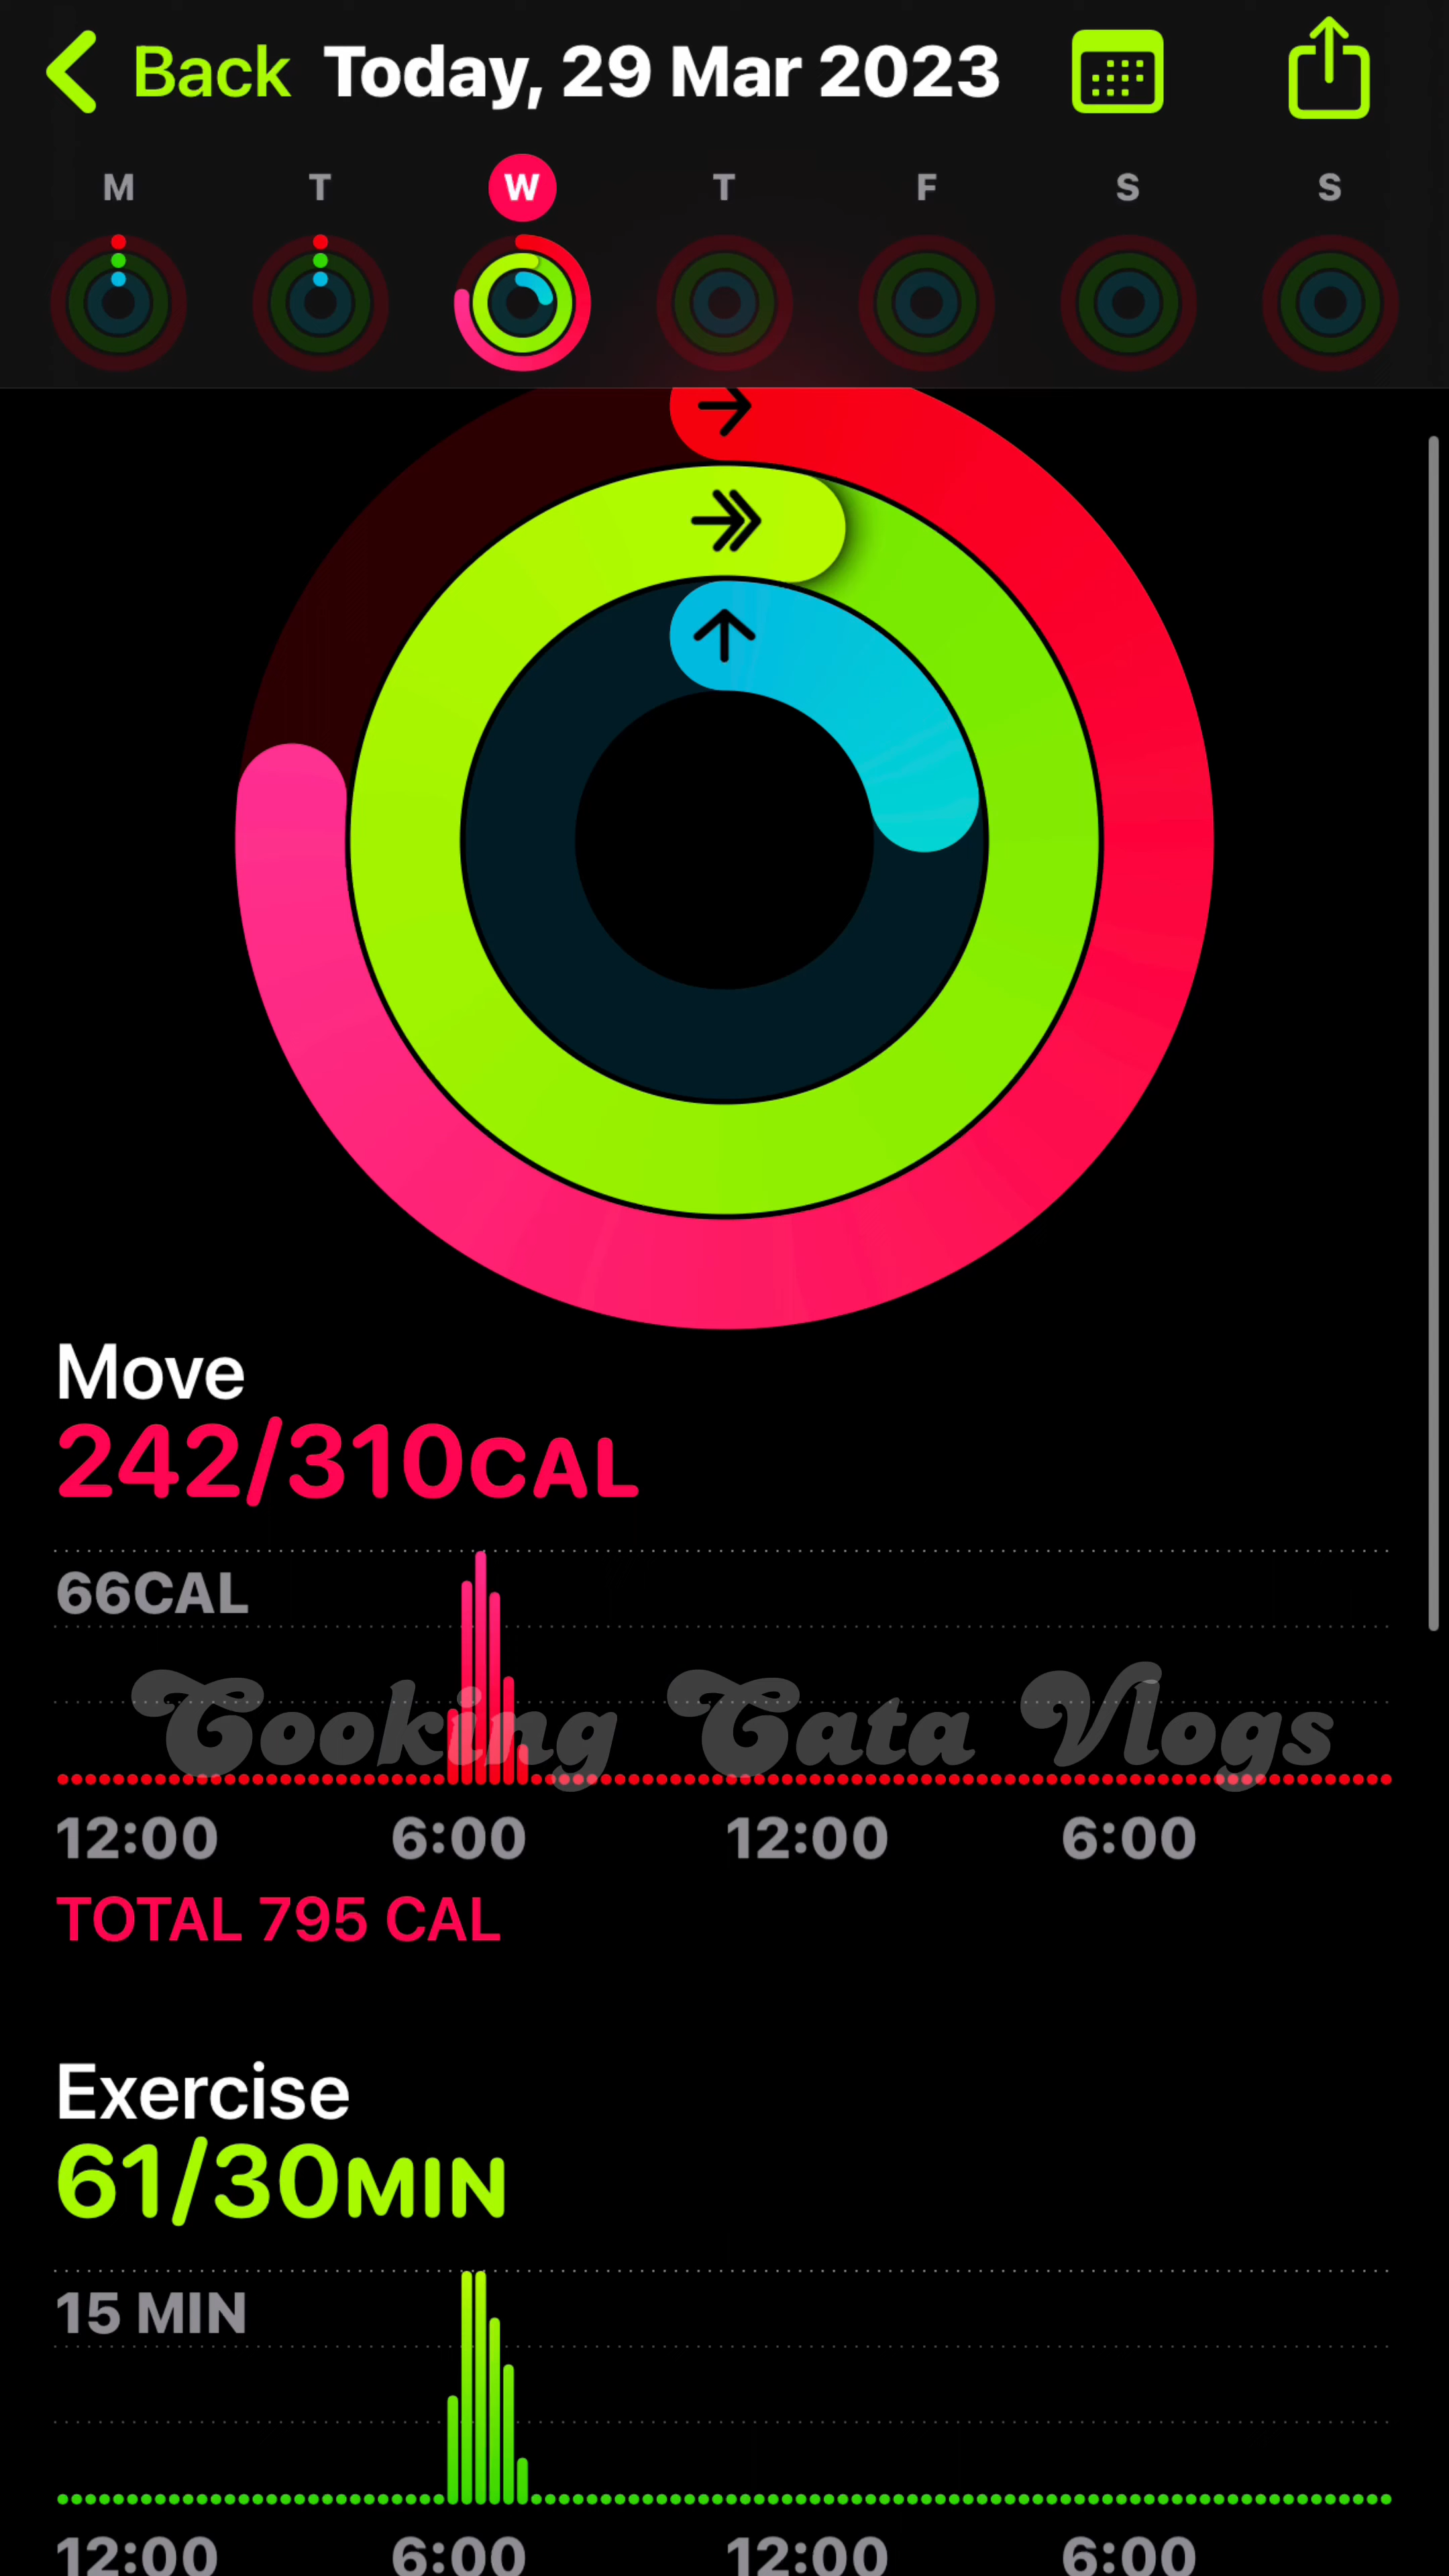 Back Today, 29 Mar 2023
M T W T F S S
Move
242/310CAL
66CAL
Cooking Tata Vlogs
12:00 6:00 12:00 6:00
TOTAL 795 CAL
Exercise
61/30MIN
15 MIN
12:00 6:00 12:00 6:00